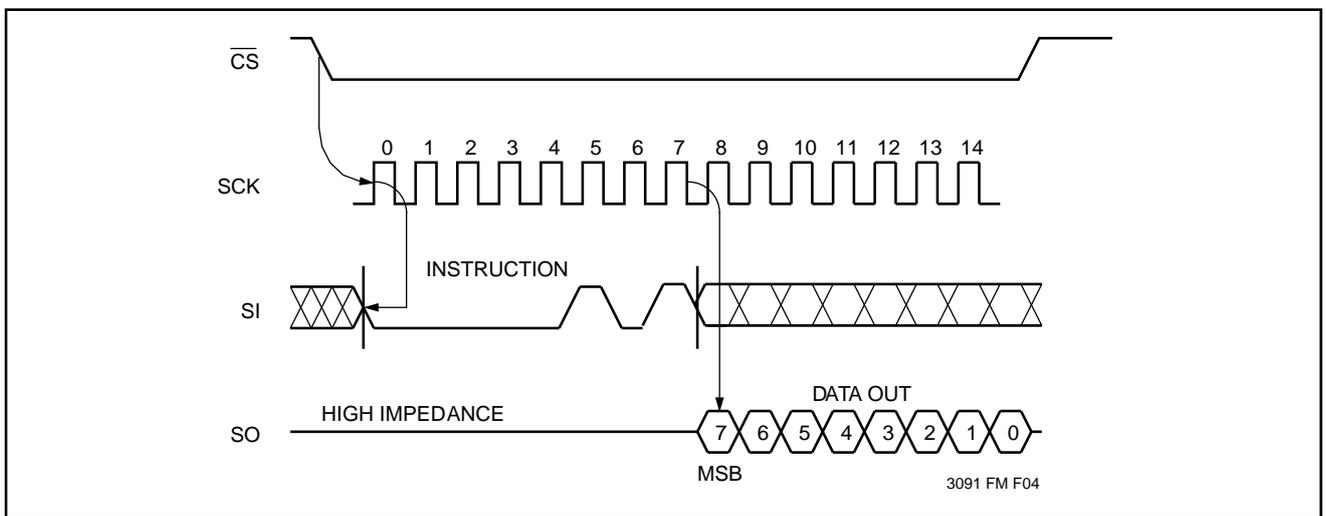 CS
0 1 2 3 4 5 6 7 8 9 10 11 12 13 14
SCK
INSTRUCTION
SI
DATA OUT
HIGH IMPEDANCE
SO
7 6 5 4 3 2 1 0
MSB
3091 FM F04